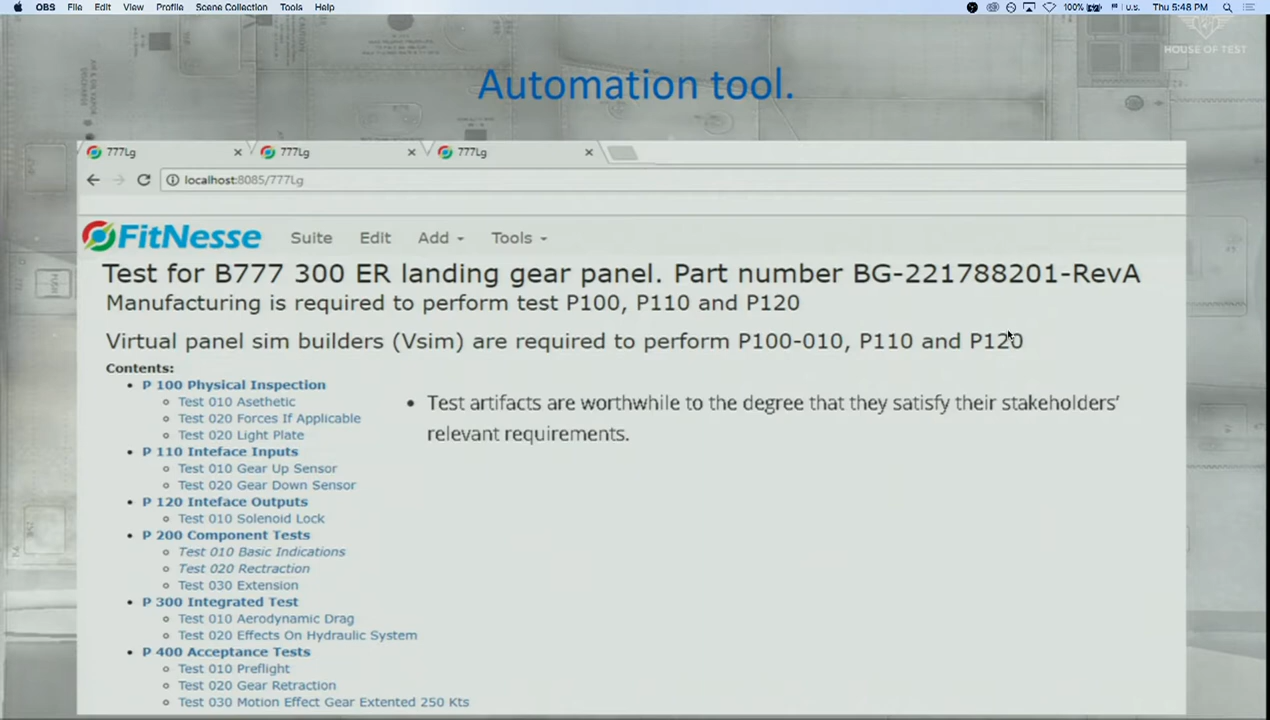 OBS File Edit View Profile Scene Collection Tools Help 100% U.S. Thu 5:48 PM
HOUSE OF TEST
Automation tool.
777Lg 777Lg 777Lg
localhost:8085/777Lg
FitNesse Suite Edit Add Tools
Test for B777 300 ER landing gear panel. Part number BG-221788201-RevA
Manufacturing is required to perform test P100, P110 and P120
Virtual panel sim builders (Vsim) are required to perform P100-010, P110 and P120
Contents:
• P 100 Physical Inspection
Test 010 Asethetic
Test 020 Forces If Applicable
Test 020 Light Plate
• P 110 Inteface Inputs
Test 010 Gear Up Sensor
Test 020 Gear Down Sensor
• P 120 Inteface Outputs
Test 010 Solenoid Lock
• P 200 Component Tests
Test 010 Basic Indications
Test 020 Rectraction
Test 030 Extension
• P 300 Integrated Test
Test 010 Aerodynamic Drag
Test 020 Effects On Hydraulic System
• P 400 Acceptance Tests
Test 010 Preflight
Test 020 Gear Retraction
Test 030 Motion Effect Gear Extented 250 Kts
• Test artifacts are worthwhile to the degree that they satisfy their stakeholders’
relevant requirements.